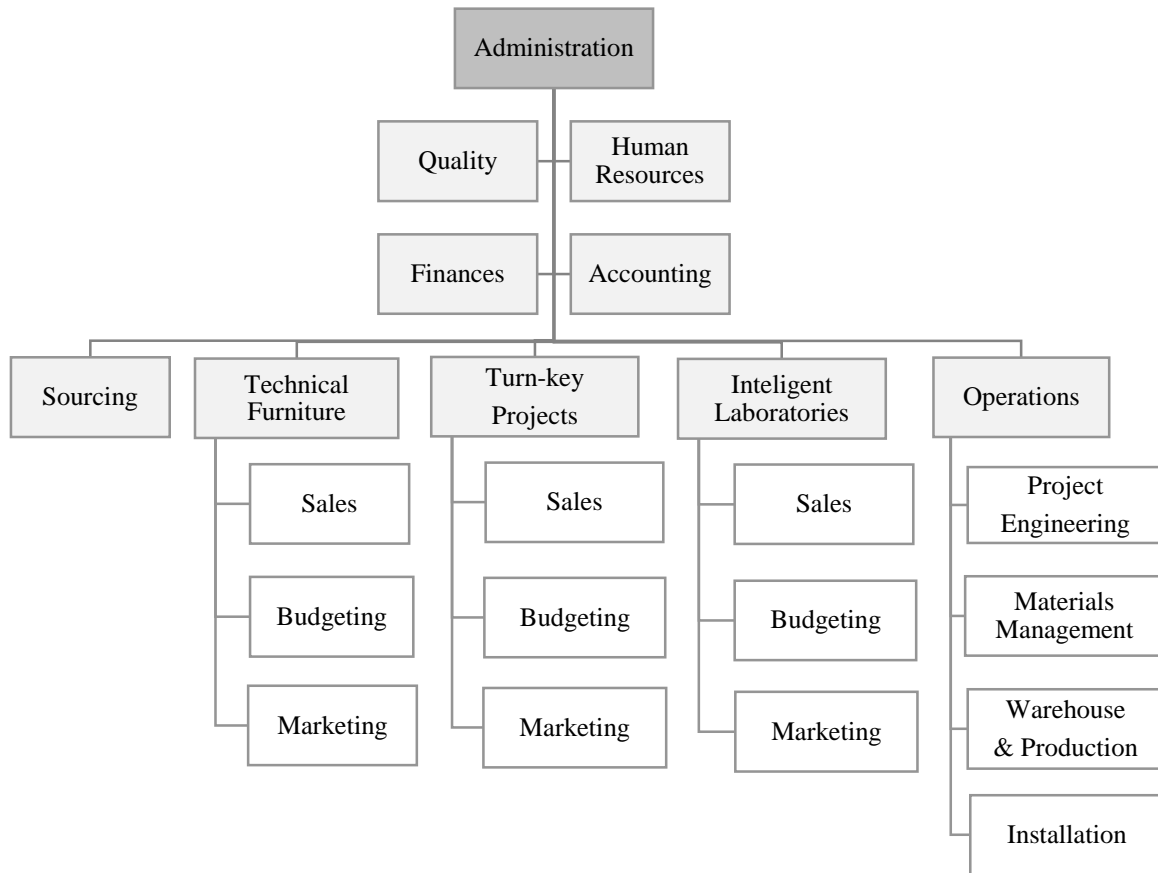 Administration
Quality
Human
Resources
Finances
Accounting
Sourcing
Technical
Furniture
Turn-key
Projects
Inteligent
Laboratories
Operations
Sales
Budgeting
Marketing
Sales
Budgeting
Marketing
Sales
Budgeting
Marketing
Project
Engineering
Materials
Management
Warehouse
& Production
Installation